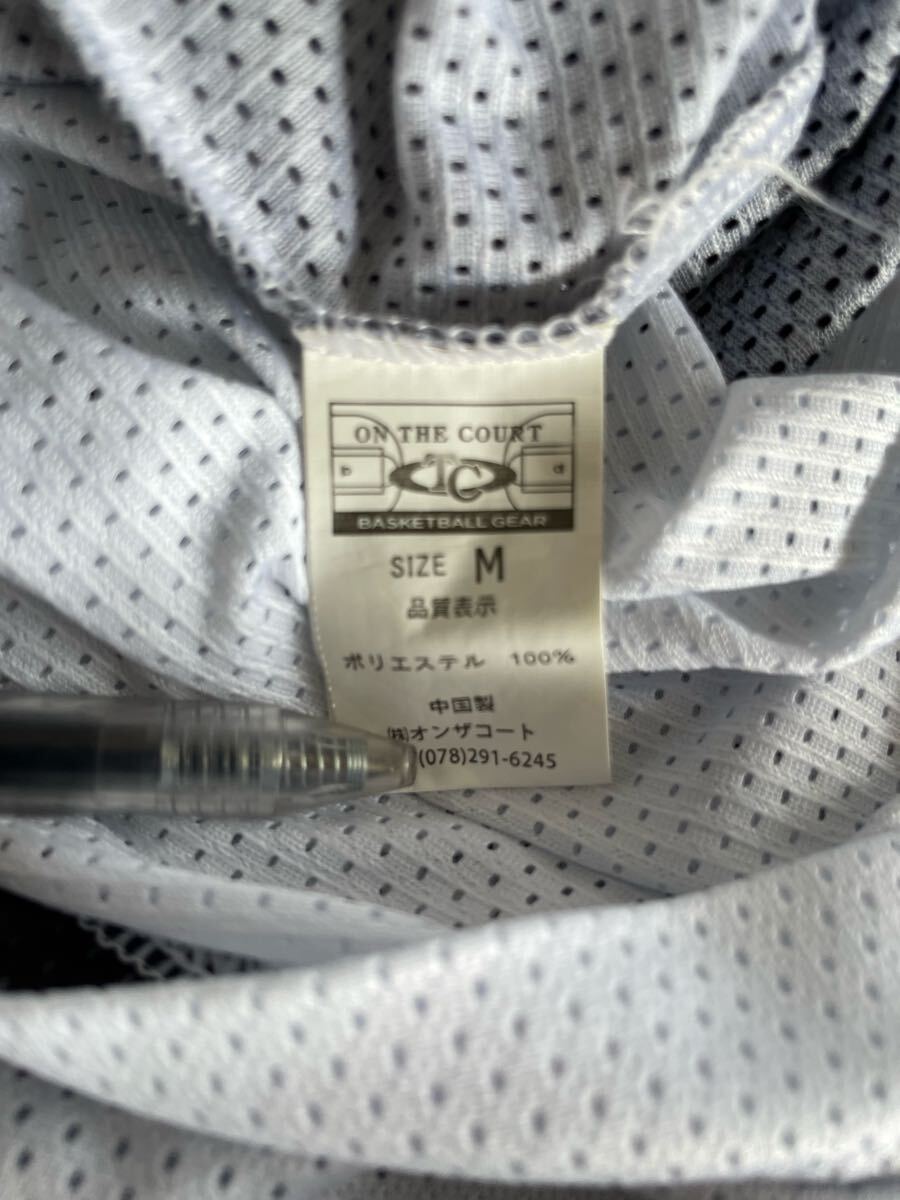 ON THE COURT
TC
BASKETBALL GEAR
SIZE M
品質表示
ポリエステル 100%
中国製
㈱オンザコート
(078)291-6245